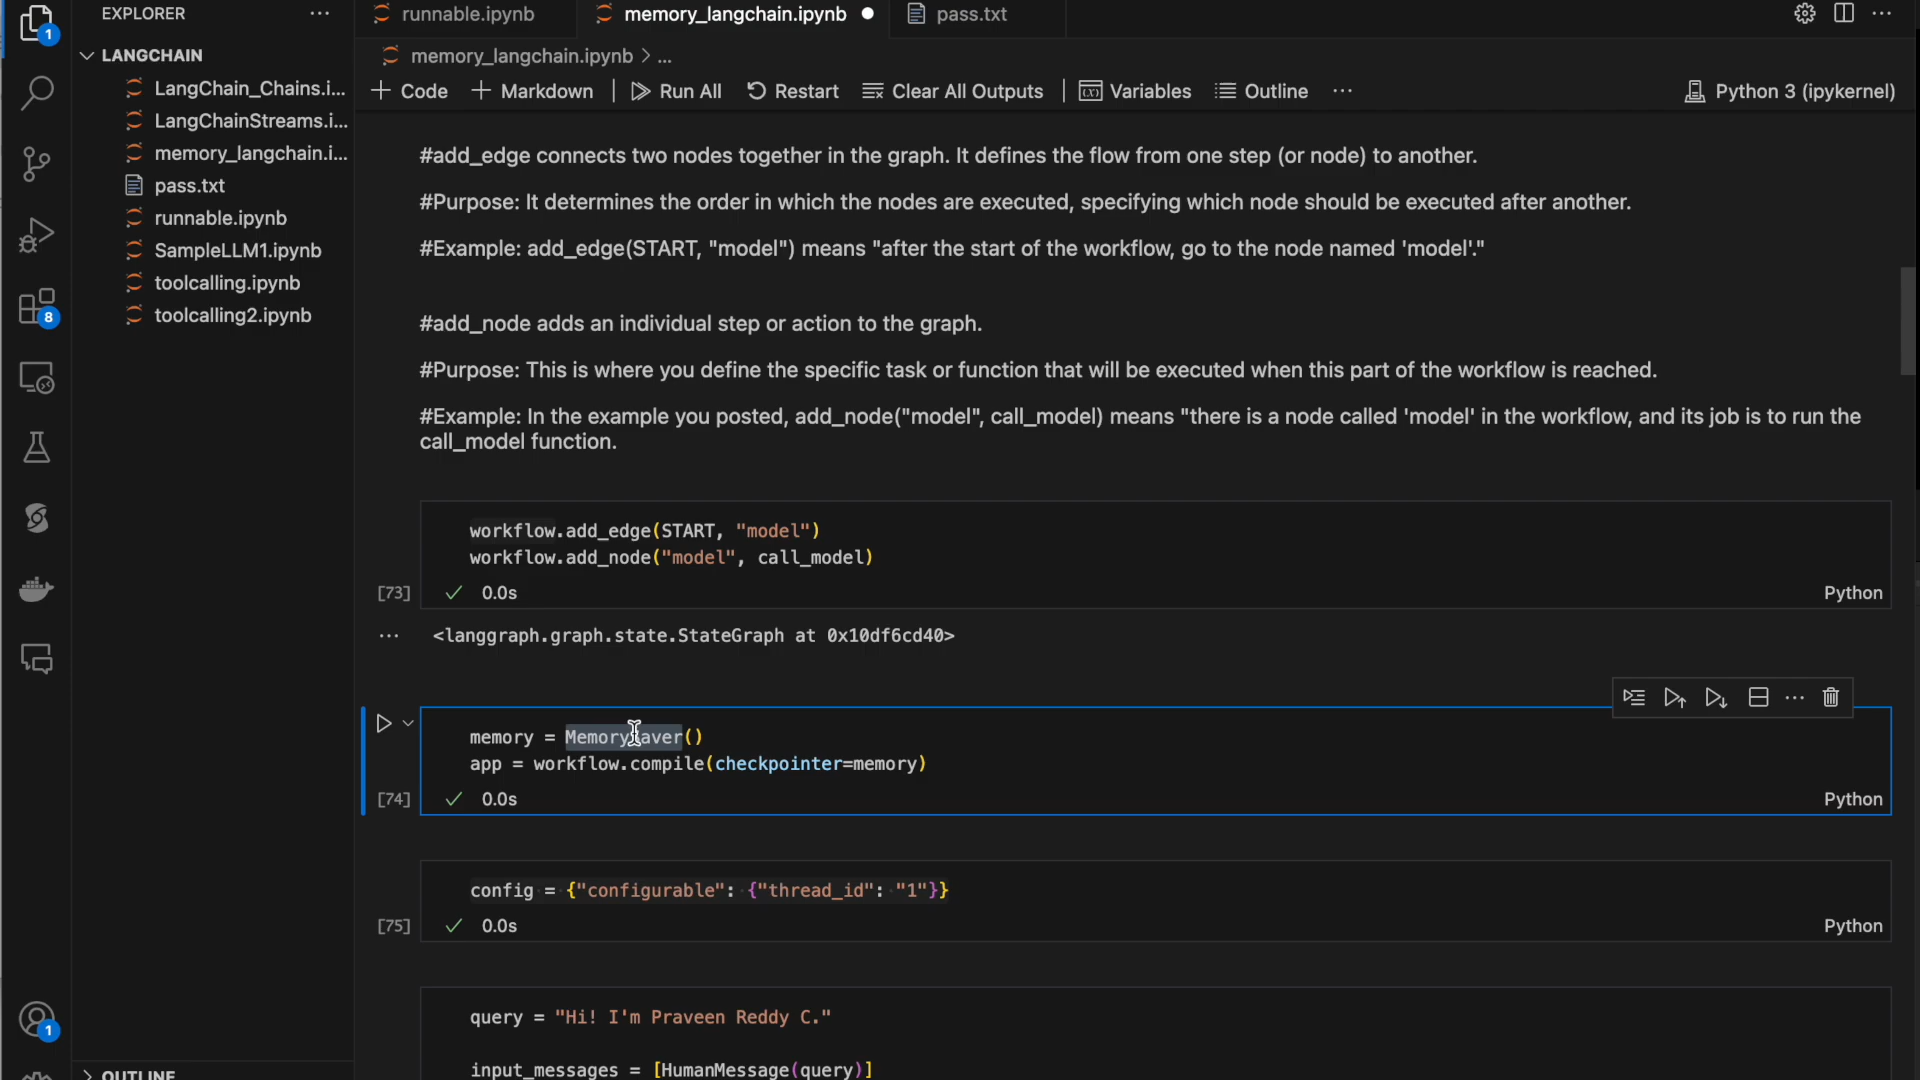 EXPLORER
runnable.ipynb
memory_langchain.ipynb
pass.txt
1
LANGCHAIN
LangChain_Chains.i...
LangChainStreams.i...
memory_langchain.i...
pass.txt
runnable.ipynb
SampleLLM1.ipynb
toolcalling.ipynb
toolcalling2.ipynb
8
1
OUTLINE
memory_langchain.ipynb > ...
+ Code + Markdown Run All Restart Clear All Outputs Variables Outline ... Python 3 (ipykernel)
#add_edge connects two nodes together in the graph. It defines the flow from one step (or node) to another.
#Purpose: It determines the order in which the nodes are executed, specifying which node should be executed after another.
#Example: add_edge(START, "model") means "after the start of the workflow, go to the node named 'model'."
#add_node adds an individual step or action to the graph.
#Purpose: This is where you define the specific task or function that will be executed when this part of the workflow is reached.
#Example: In the example you posted, add_node("model", call_model) means "there is a node called 'model' in the workflow, and its job is to run the
call_model function.
workflow.add_edge(START, "model")
workflow.add_node("model", call_model)
[73] ✓ 0.0s Python
... <langgraph.graph.state.StateGraph at 0x10df6cd40>
memory = MemorySaver()
app = workflow.compile(checkpointer=memory)
[74] ✓ 0.0s Python
config = {"configurable": {"thread_id": "1"}}
[75] ✓ 0.0s Python
query = "Hi! I'm Praveen Reddy C."
input_messages = [HumanMessage(query)]